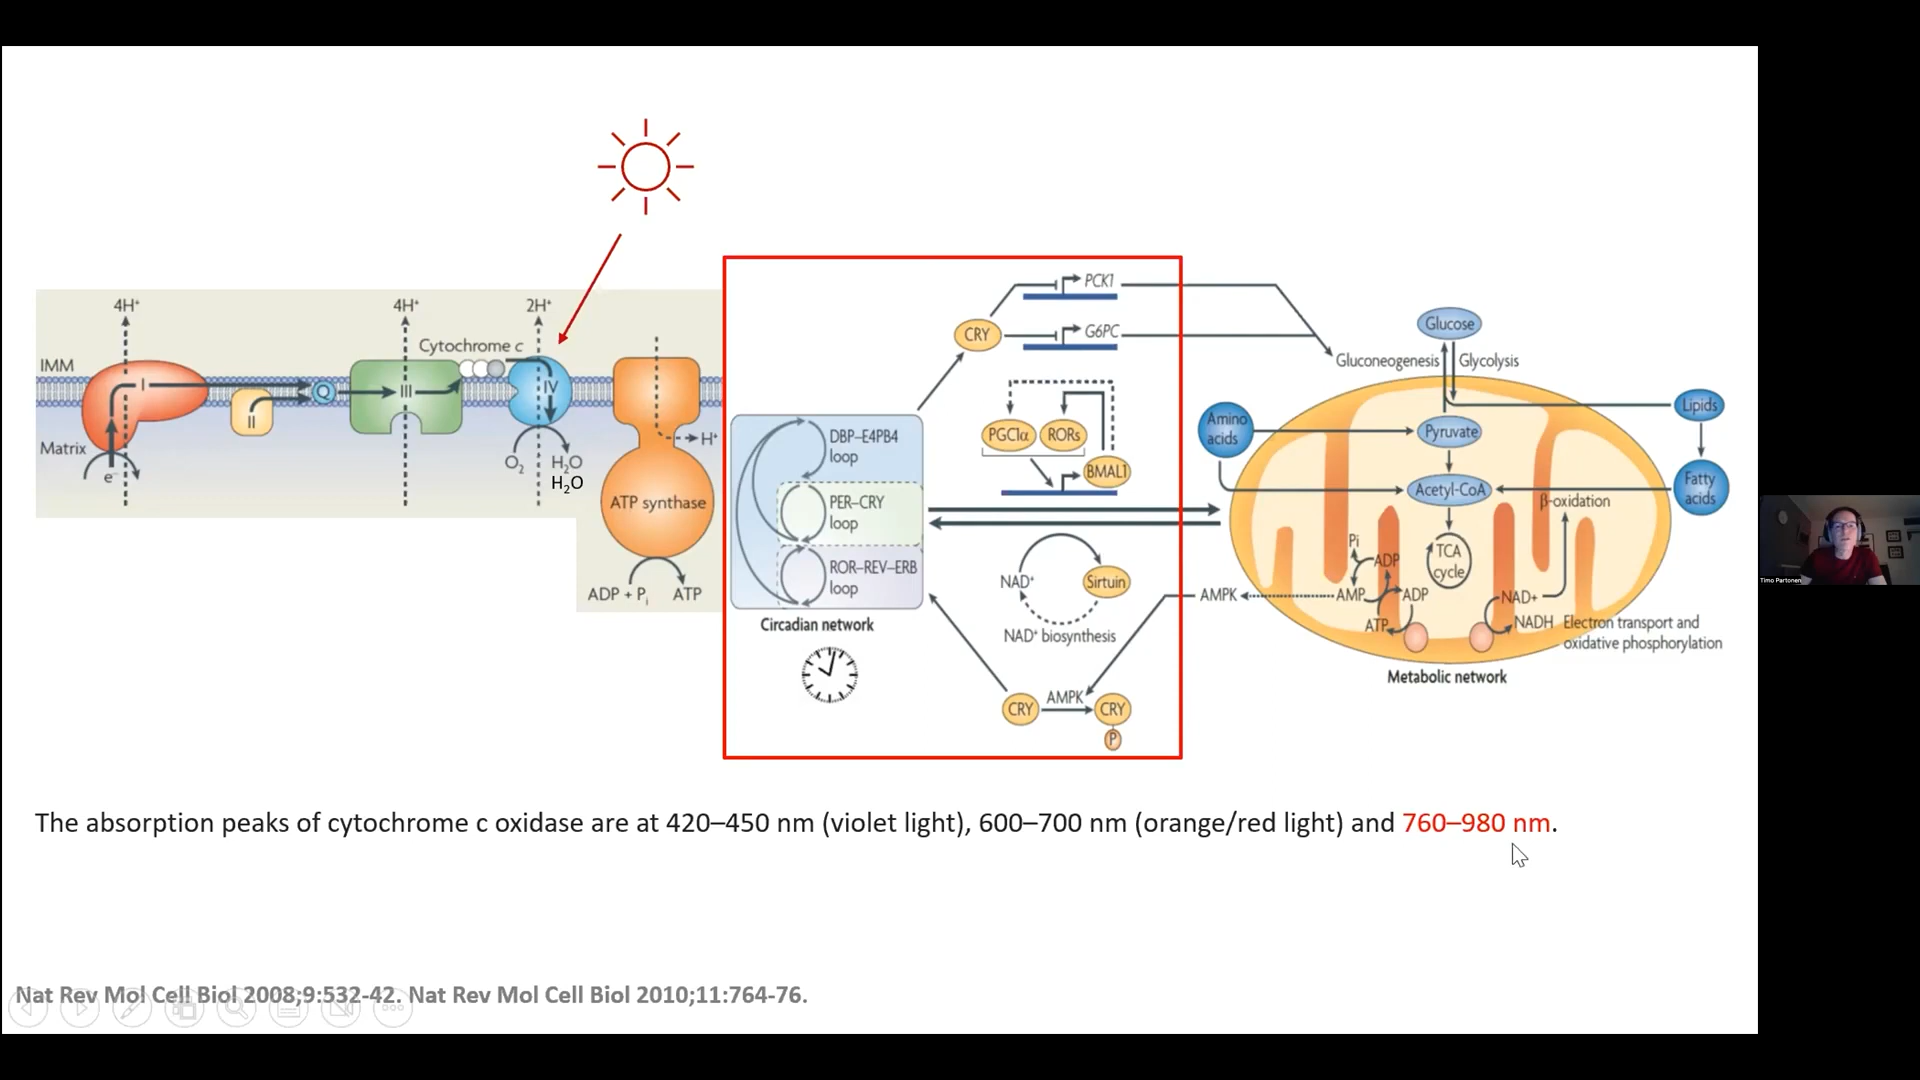 4H⁺
4H⁺
2H⁺
Cytochrome c
IMM
I
II
Q
III
IV
Matrix
e⁻
H⁺
O₂
H₂O
H₂O
ATP synthase
ADP + Pᵢ
ATP
CRY
PCK1
G6PC
PGC1α
RORs
BMAL1
DBP–E4PB4
loop
PER–CRY
loop
ROR–REV–ERB
loop
Circadian network
NAD⁺
Sirtuin
NAD⁺ biosynthesis
AMPK
CRY
AMPK
CRY
P
Glucose
Gluconeogenesis
Glycolysis
Lipids
Amino
acids
Pyruvate
Fatty
acids
Acetyl-CoA
β-oxidation
TCA
cycle
Pi
ADP
AMP
ADP
ATP
NAD+
NADH
Electron transport and
oxidative phosphorylation
Metabolic network
Timo Partonen
The absorption peaks of cytochrome c oxidase are at 420–450 nm (violet light), 600–700 nm (orange/red light) and 760–980 nm.
Nat Rev Mol Cell Biol 2008;9:532-42. Nat Rev Mol Cell Biol 2010;11:764-76.